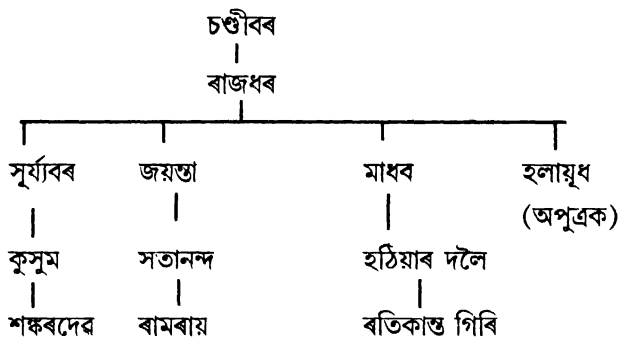 চণ্ডীবৰ
ৰাজধৰ
সূৰ্য্যবৰ জয়ন্তা মাধব হলায়ূধ
(অপুত্ৰক)
কুসুম সতানন্দ হঠিয়াৰ দলৈ
শঙ্কৰদেৱ ৰামৰায় ৰতিকান্ত গিৰি